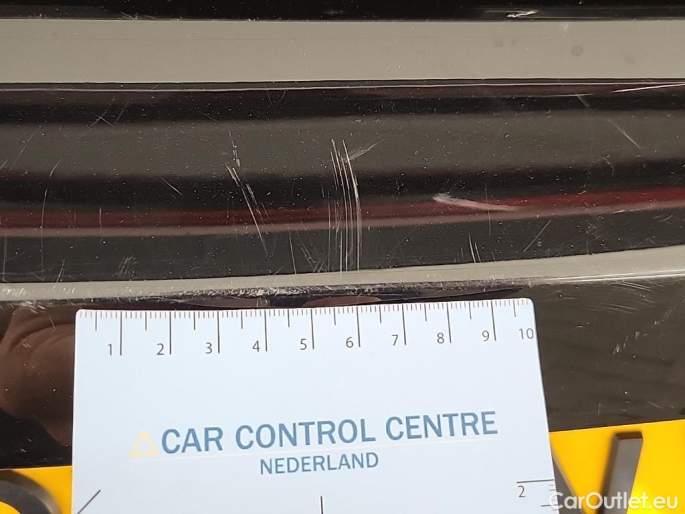 1 2 3 4 5 6 7 8 9 10
CAR CONTROL CENTRE
NEDERLAND
2
CarOutlet.eu